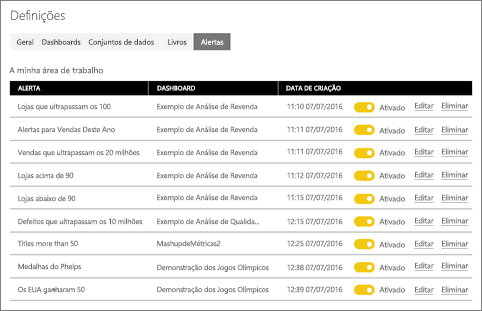 Definições
Geral Dashboards Conjuntos de dados Livros Alertas
A minha área de trabalho
ALERTA DASHBOARD DATA DE CRIAÇÃO
Lojas que ultrapassam os 100 Exemplo de Análise de Revenda 11:10 07/07/2016 Ativado Editar Eliminar
Alertas para Vendas Deste Ano Exemplo de Análise de Revenda 11:11 07/07/2016 Ativado Editar Eliminar
Vendas que ultrapassam os 20 milhões Exemplo de Análise de Revenda 11:11 07/07/2016 Ativado Editar Eliminar
Lojas acima de 90 Exemplo de Análise de Revenda 11:12 07/07/2016 Ativado Editar Eliminar
Lojas abaixo de 90 Exemplo de Análise de Revenda 11:15 07/07/2016 Ativado Editar Eliminar
Defeitos que ultrapassam os 10 milhões Exemplo de Análise de Qualida... 12:15 07/07/2016 Ativado Editar Eliminar
Titles more than 50 MashupdeMétricas2 12:25 07/07/2016 Ativado Editar Eliminar
Medalhas do Phelps Demonstração dos Jogos Olímpicos 12:38 07/07/2016 Ativado Editar Eliminar
Os EUA ganharam 50 Demonstração dos Jogos Olímpicos 12:39 07/07/2016 Ativado Editar Eliminar